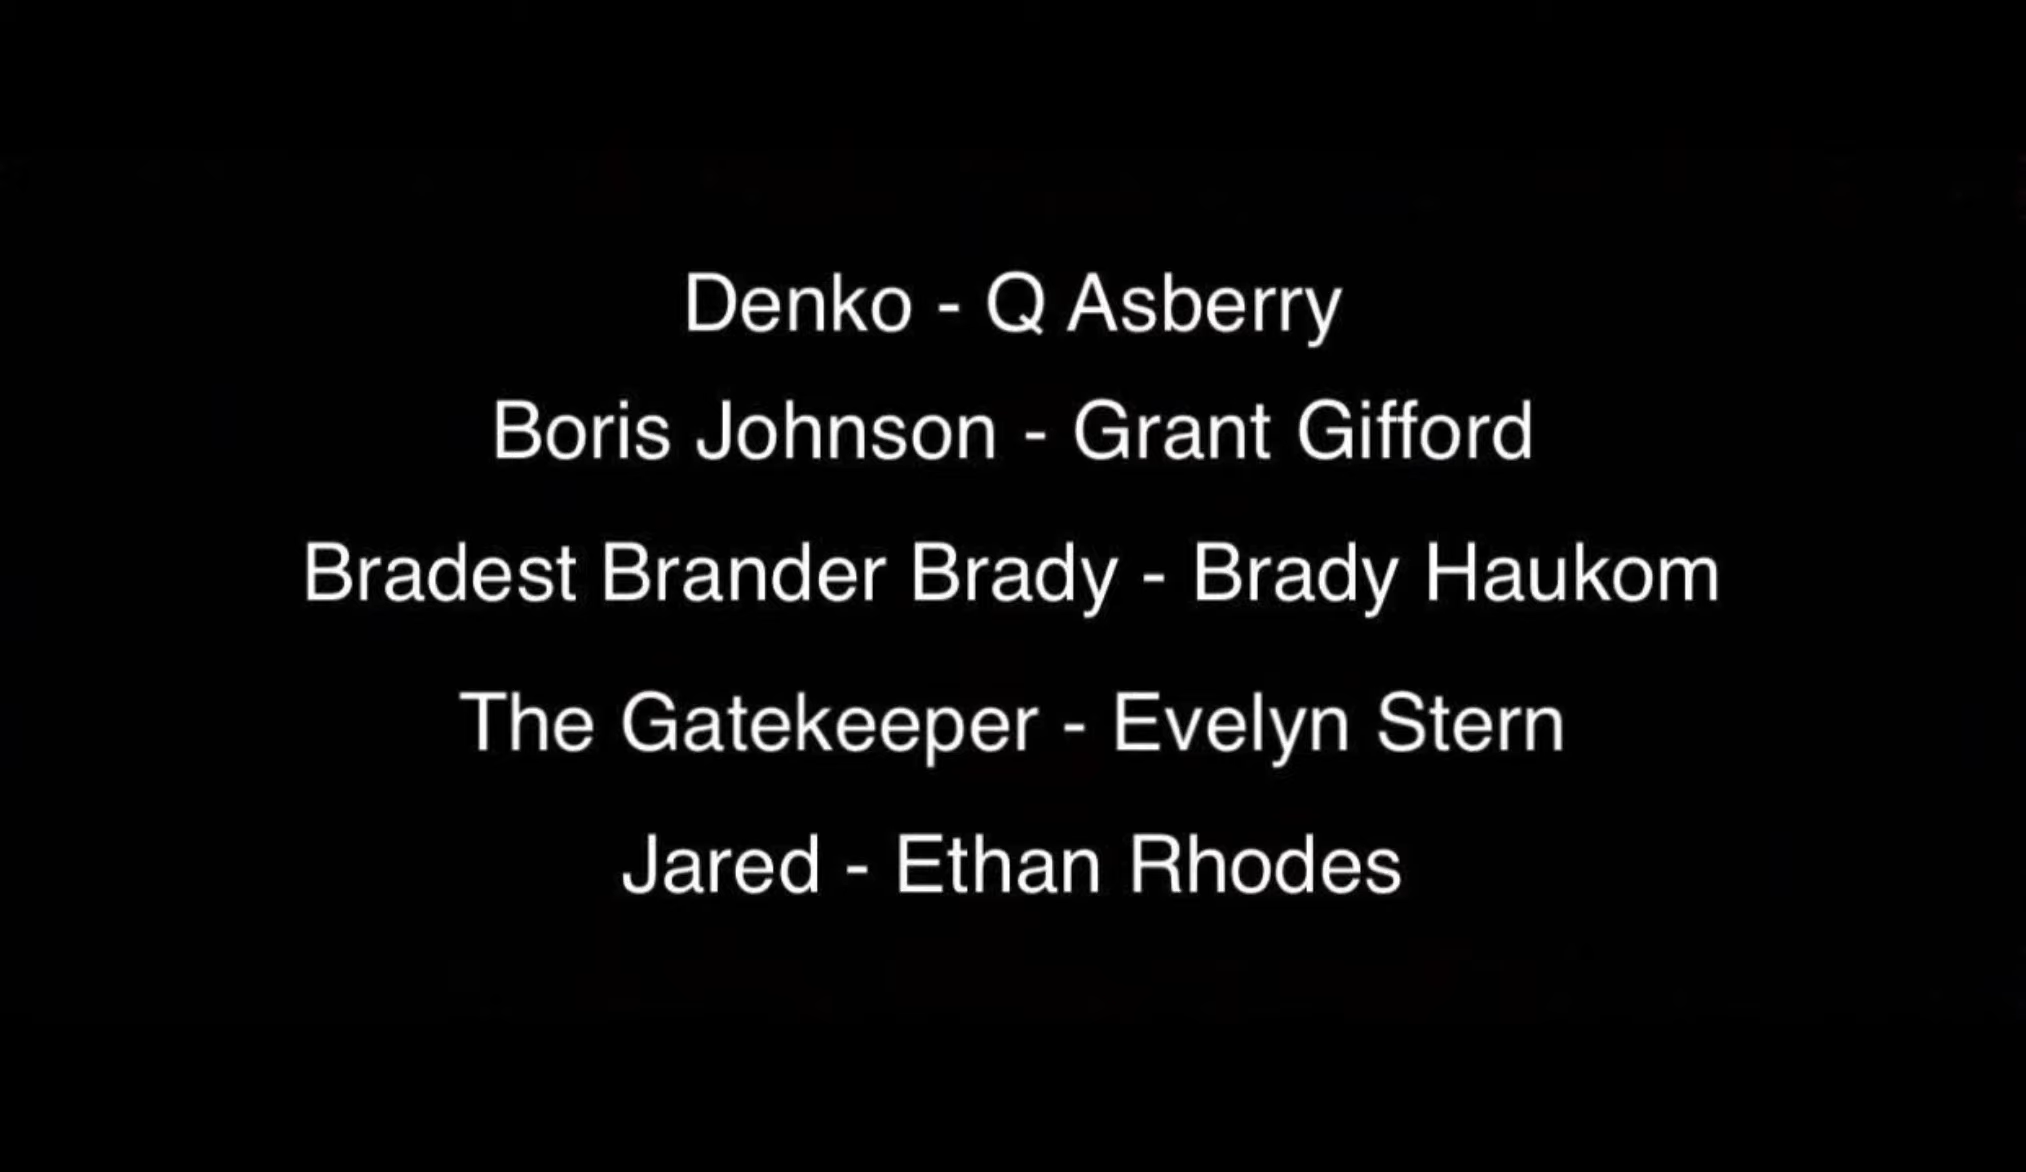 Denko - Q Asberry
Boris Johnson - Grant Gifford
Bradest Brander Brady - Brady Haukom
The Gatekeeper - Evelyn Stern
Jared - Ethan Rhodes